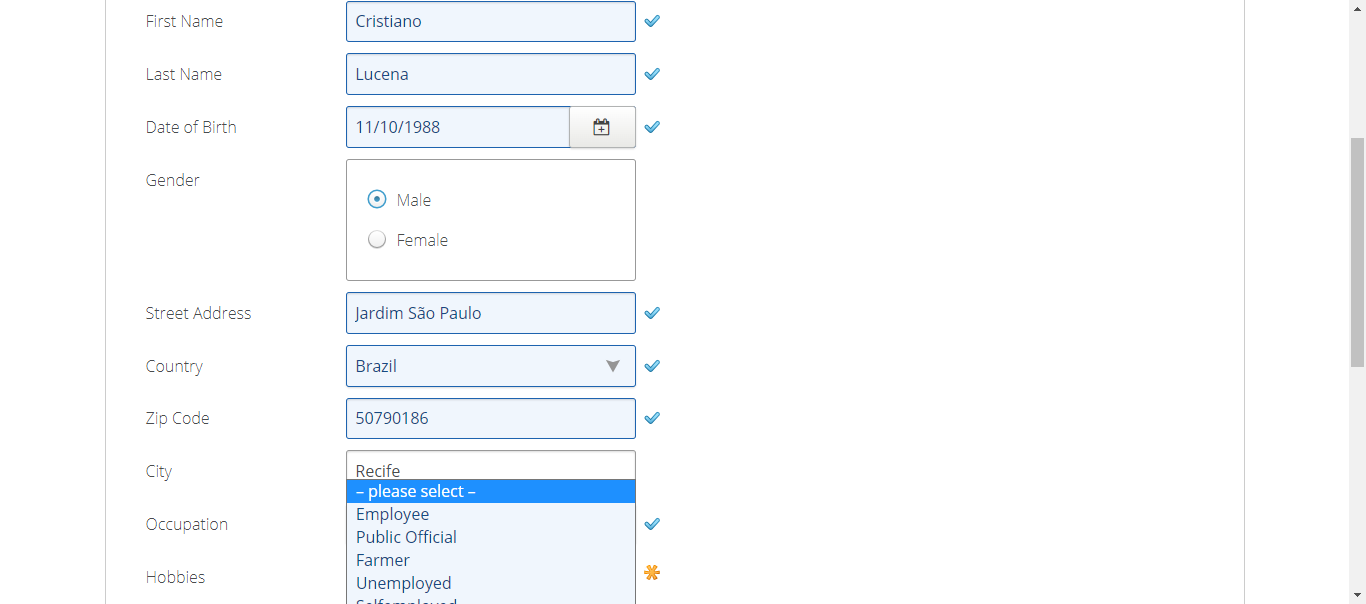 First Name
Cristiano
Last Name
Lucena
Date of Birth
11/10/1988
Gender
Male
Female
Street Address
Jardim São Paulo
Country
Brazil
Zip Code
50790186
City
Recife
– please select –
Employee
Occupation
Public Official
Farmer
Hobbies
Unemployed
Selfemployed